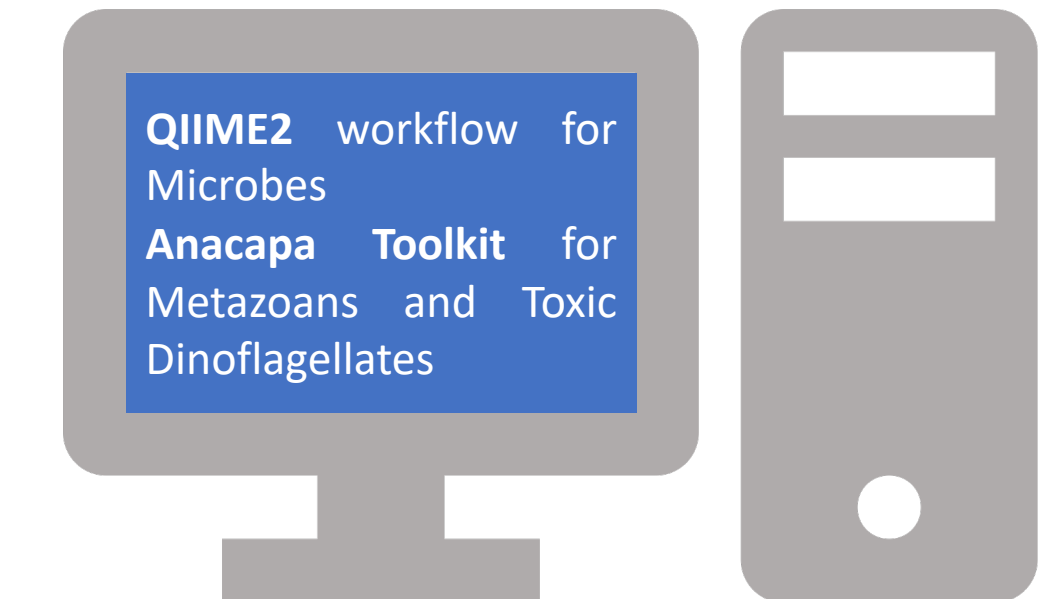 QIIME2 workflow for
Microbes
Anacapa Toolkit for
Metazoans and Toxic
Dinoflagellates